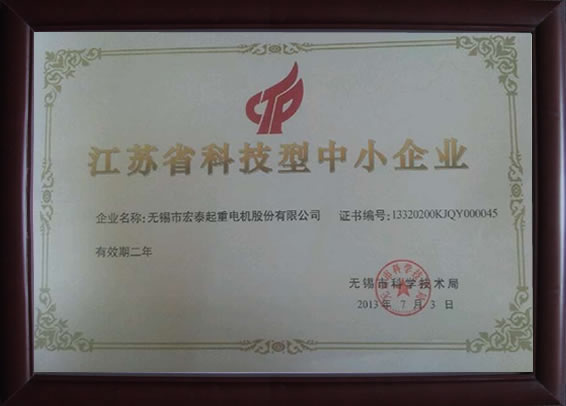 江苏省科技型中小企业
企业名称:无锡市宏泰起重电机股份有限公司 证书编号:13320200KJQY000045
有效期二年
无锡市科学技术局
2013年 7月 3日